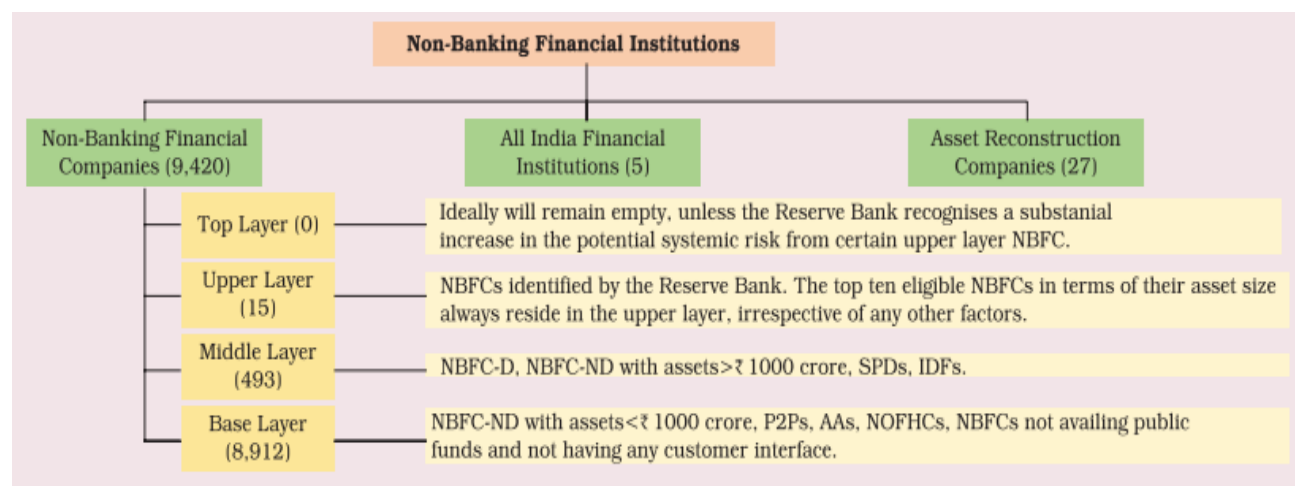 Non-Banking Financial Institutions
Non-Banking Financial
Companies (9,420)
All India Financial
Institutions (5)
Asset Reconstruction
Companies (27)
Top Layer (0)
Ideally will remain empty, unless the Reserve Bank recognises a substanial
increase in the potential systemic risk from certain upper layer NBFC.
Upper Layer
(15)
NBFCs identified by the Reserve Bank. The top ten eligible NBFCs in terms of their asset size
always reside in the upper layer, irrespective of any other factors.
Middle Layer
(493)
NBFC-D, NBFC-ND with assets>₹ 1000 crore, SPDs, IDFs.
Base Layer
(8,912)
NBFC-ND with assets<₹ 1000 crore, P2Ps, AAs, NOFHCs, NBFCs not availing public
funds and not having any customer interface.